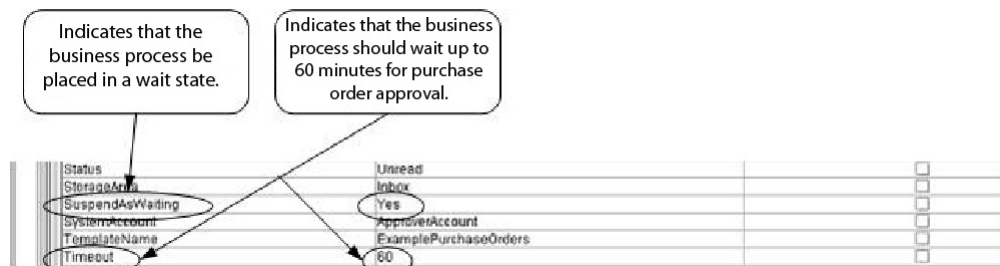 Indicates that the
business process be
placed in a wait state.
Indicates that the business
process should wait up to
60 minutes for purchase
order approval.
Status Unread
StorageArea Inbox
SuspendAsWaiting Yes
SystemAccount ApproverAccount
TemplateName ExamplePurchaseOrders
Timeout 60